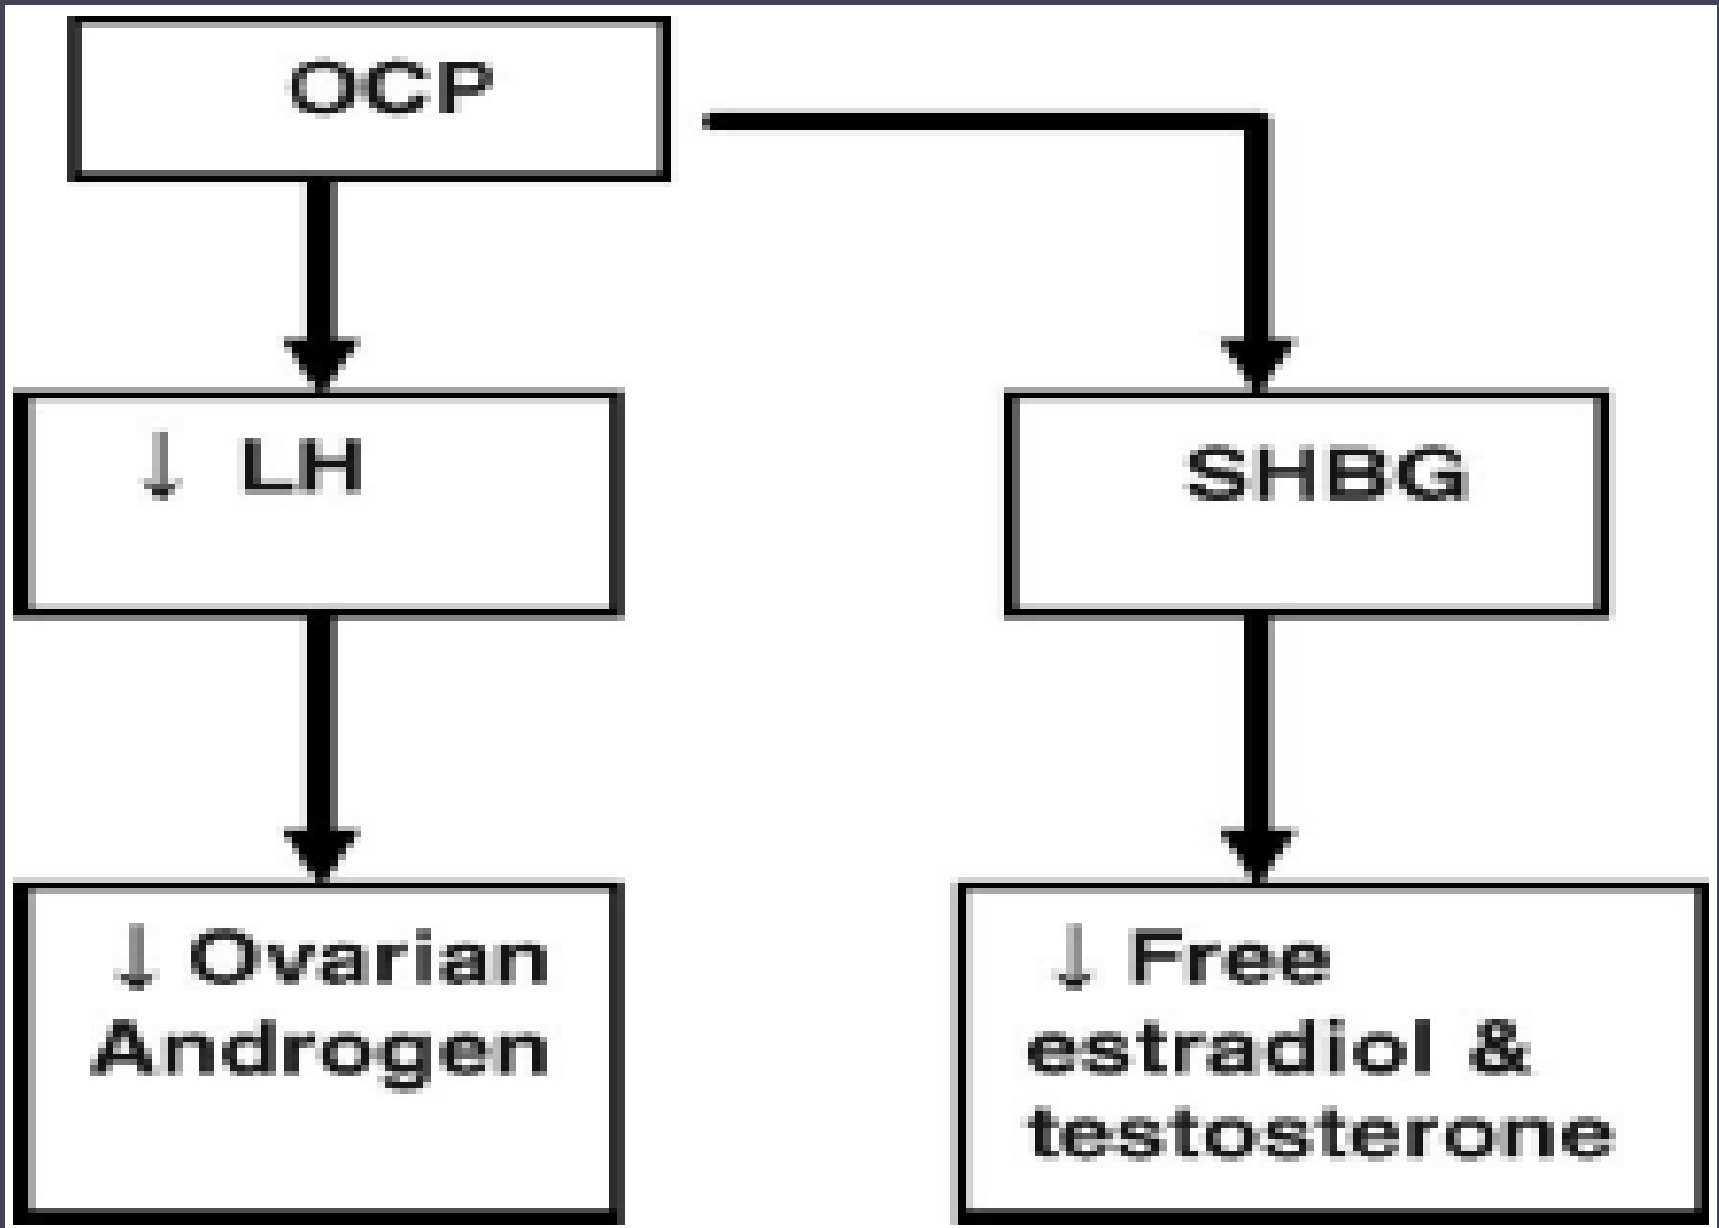 OCP
↓ LH
SHBG
↓ Ovarian
Androgen
↓ Free
estradiol &
testosterone